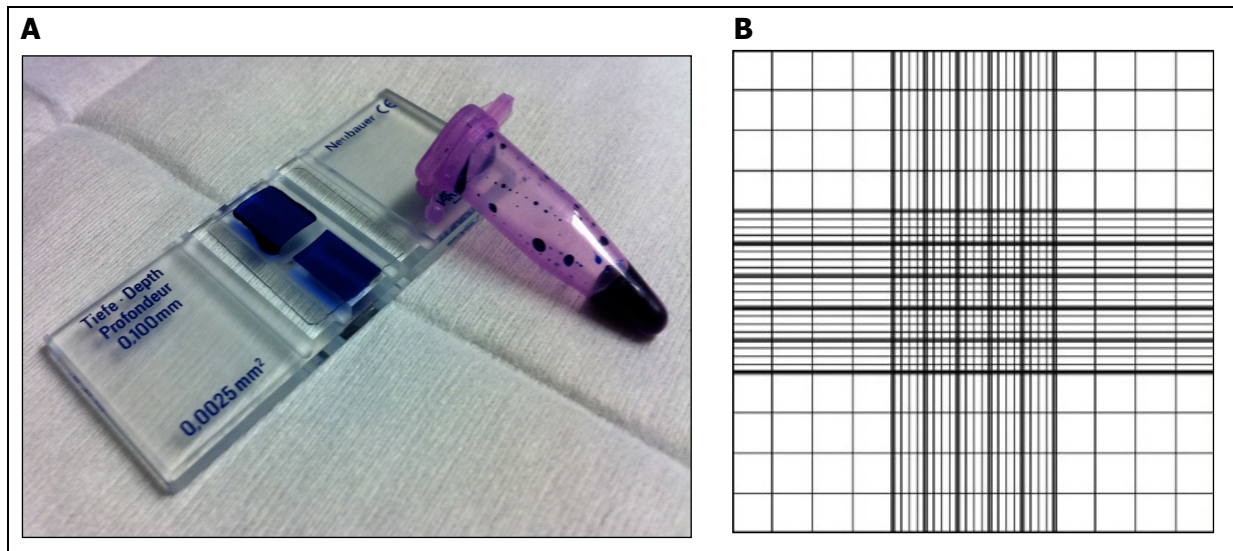 A
B
Neubauer CE
Tiefe · Depth
Profondeur
0,100mm
0.0025mm²